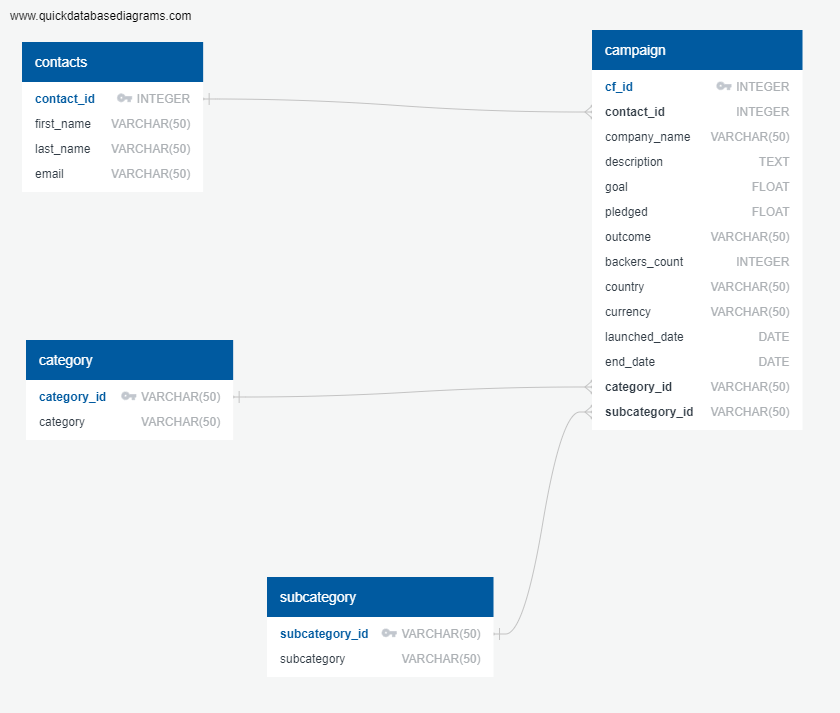 www.quickdatabasediagrams.com
contacts
contact_id INTEGER
first_name VARCHAR(50)
last_name VARCHAR(50)
email VARCHAR(50)
campaign
cf_id INTEGER
contact_id INTEGER
company_name VARCHAR(50)
description TEXT
goal FLOAT
pledged FLOAT
outcome VARCHAR(50)
backers_count INTEGER
country VARCHAR(50)
currency VARCHAR(50)
launched_date DATE
end_date DATE
category_id VARCHAR(50)
subcategory_id VARCHAR(50)
category
category_id VARCHAR(50)
category VARCHAR(50)
subcategory
subcategory_id VARCHAR(50)
subcategory VARCHAR(50)